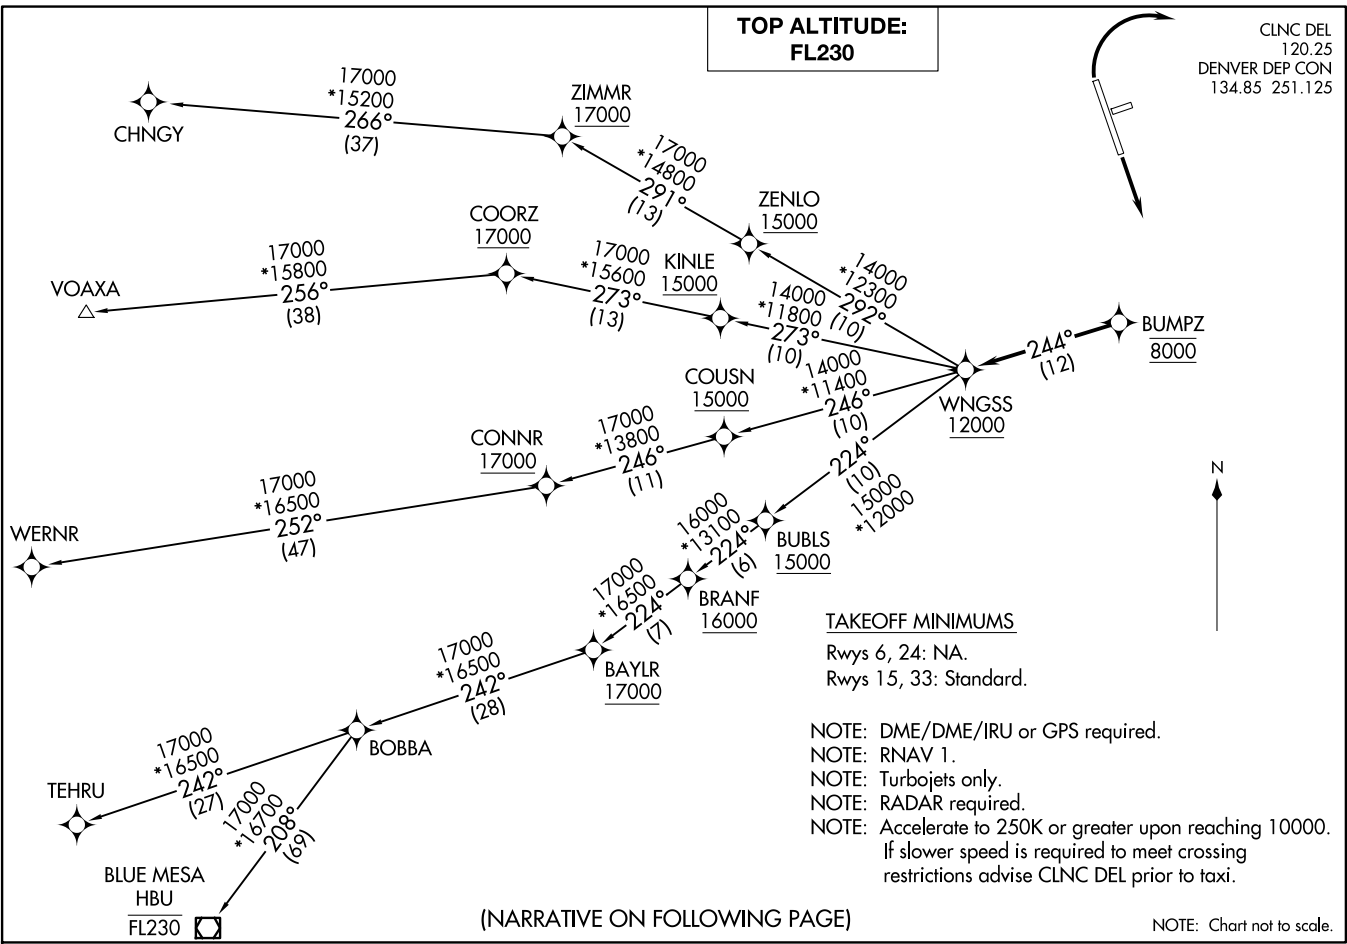 TOP ALTITUDE:
FL230
CLNC DEL
120.25
DENVER DEP CON
134.85 251.125
CHNGY
17000
*15200
266°
(37)
ZIMMR
17000
17000
*14800
291°
(13)
ZENLO
15000
14000
*12300
292°
(10)
VOAXA
17000
*15800
256°
(38)
COORZ
17000
17000
*15600
273°
(13)
KINLE
15000
14000
*11800
273°
(10)
BUMPZ
8000
244°
(12)
WNGSS
12000
COUSN
15000
14000
*11400
246°
(10)
CONNR
17000
17000
*13800
246°
(11)
WERNR
17000
*16500
252°
(47)
224°
(10)
15000
*12000
BUBLS
15000
16000
*13100
224°
(6)
BRANF
16000
17000
*16500
224°
(7)
BAYLR
17000
17000
*16500
242°
(28)
BOBBA
TEHRU
17000
*16500
242°
(27)
17000
*16700
208°
(69)
BLUE MESA
HBU
FL230
N
TAKEOFF MINIMUMS
Rwys 6, 24: NA.
Rwys 15, 33: Standard.
NOTE: DME/DME/IRU or GPS required.
NOTE: RNAV 1.
NOTE: Turbojets only.
NOTE: RADAR required.
NOTE: Accelerate to 250K or greater upon reaching 10000.
If slower speed is required to meet crossing
restrictions advise CLNC DEL prior to taxi.
(NARRATIVE ON FOLLOWING PAGE)
NOTE: Chart not to scale.